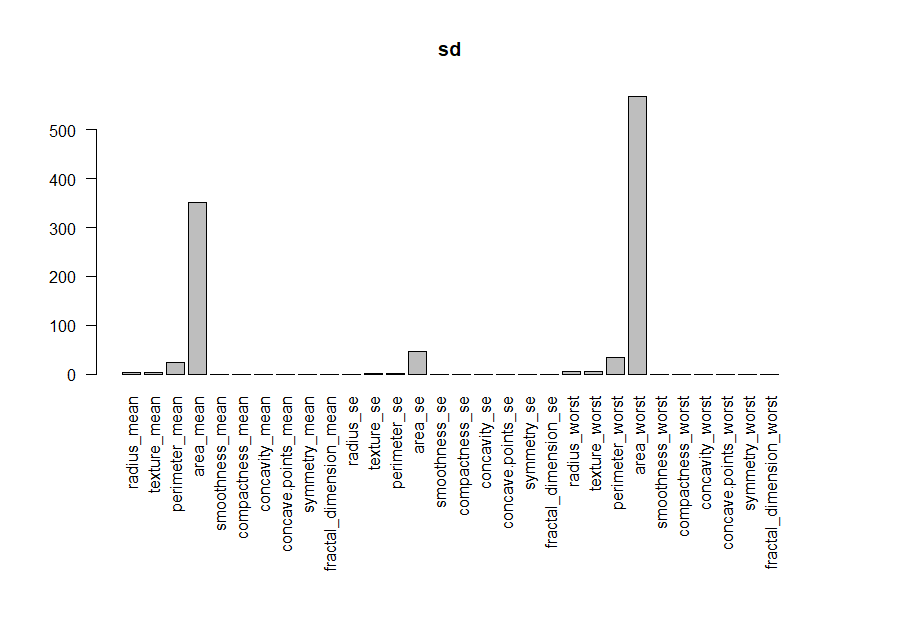 sd
500
400
300
200
100
0
radius_mean
texture_mean
perimeter_mean
area_mean
smoothness_mean
compactness_mean
concavity_mean
concave.points_mean
symmetry_mean
fractal_dimension_mean
radius_se
texture_se
perimeter_se
area_se
smoothness_se
compactness_se
concavity_se
concave.points_se
symmetry_se
fractal_dimension_se
radius_worst
texture_worst
perimeter_worst
area_worst
smoothness_worst
compactness_worst
concavity_worst
concave.points_worst
symmetry_worst
fractal_dimension_worst